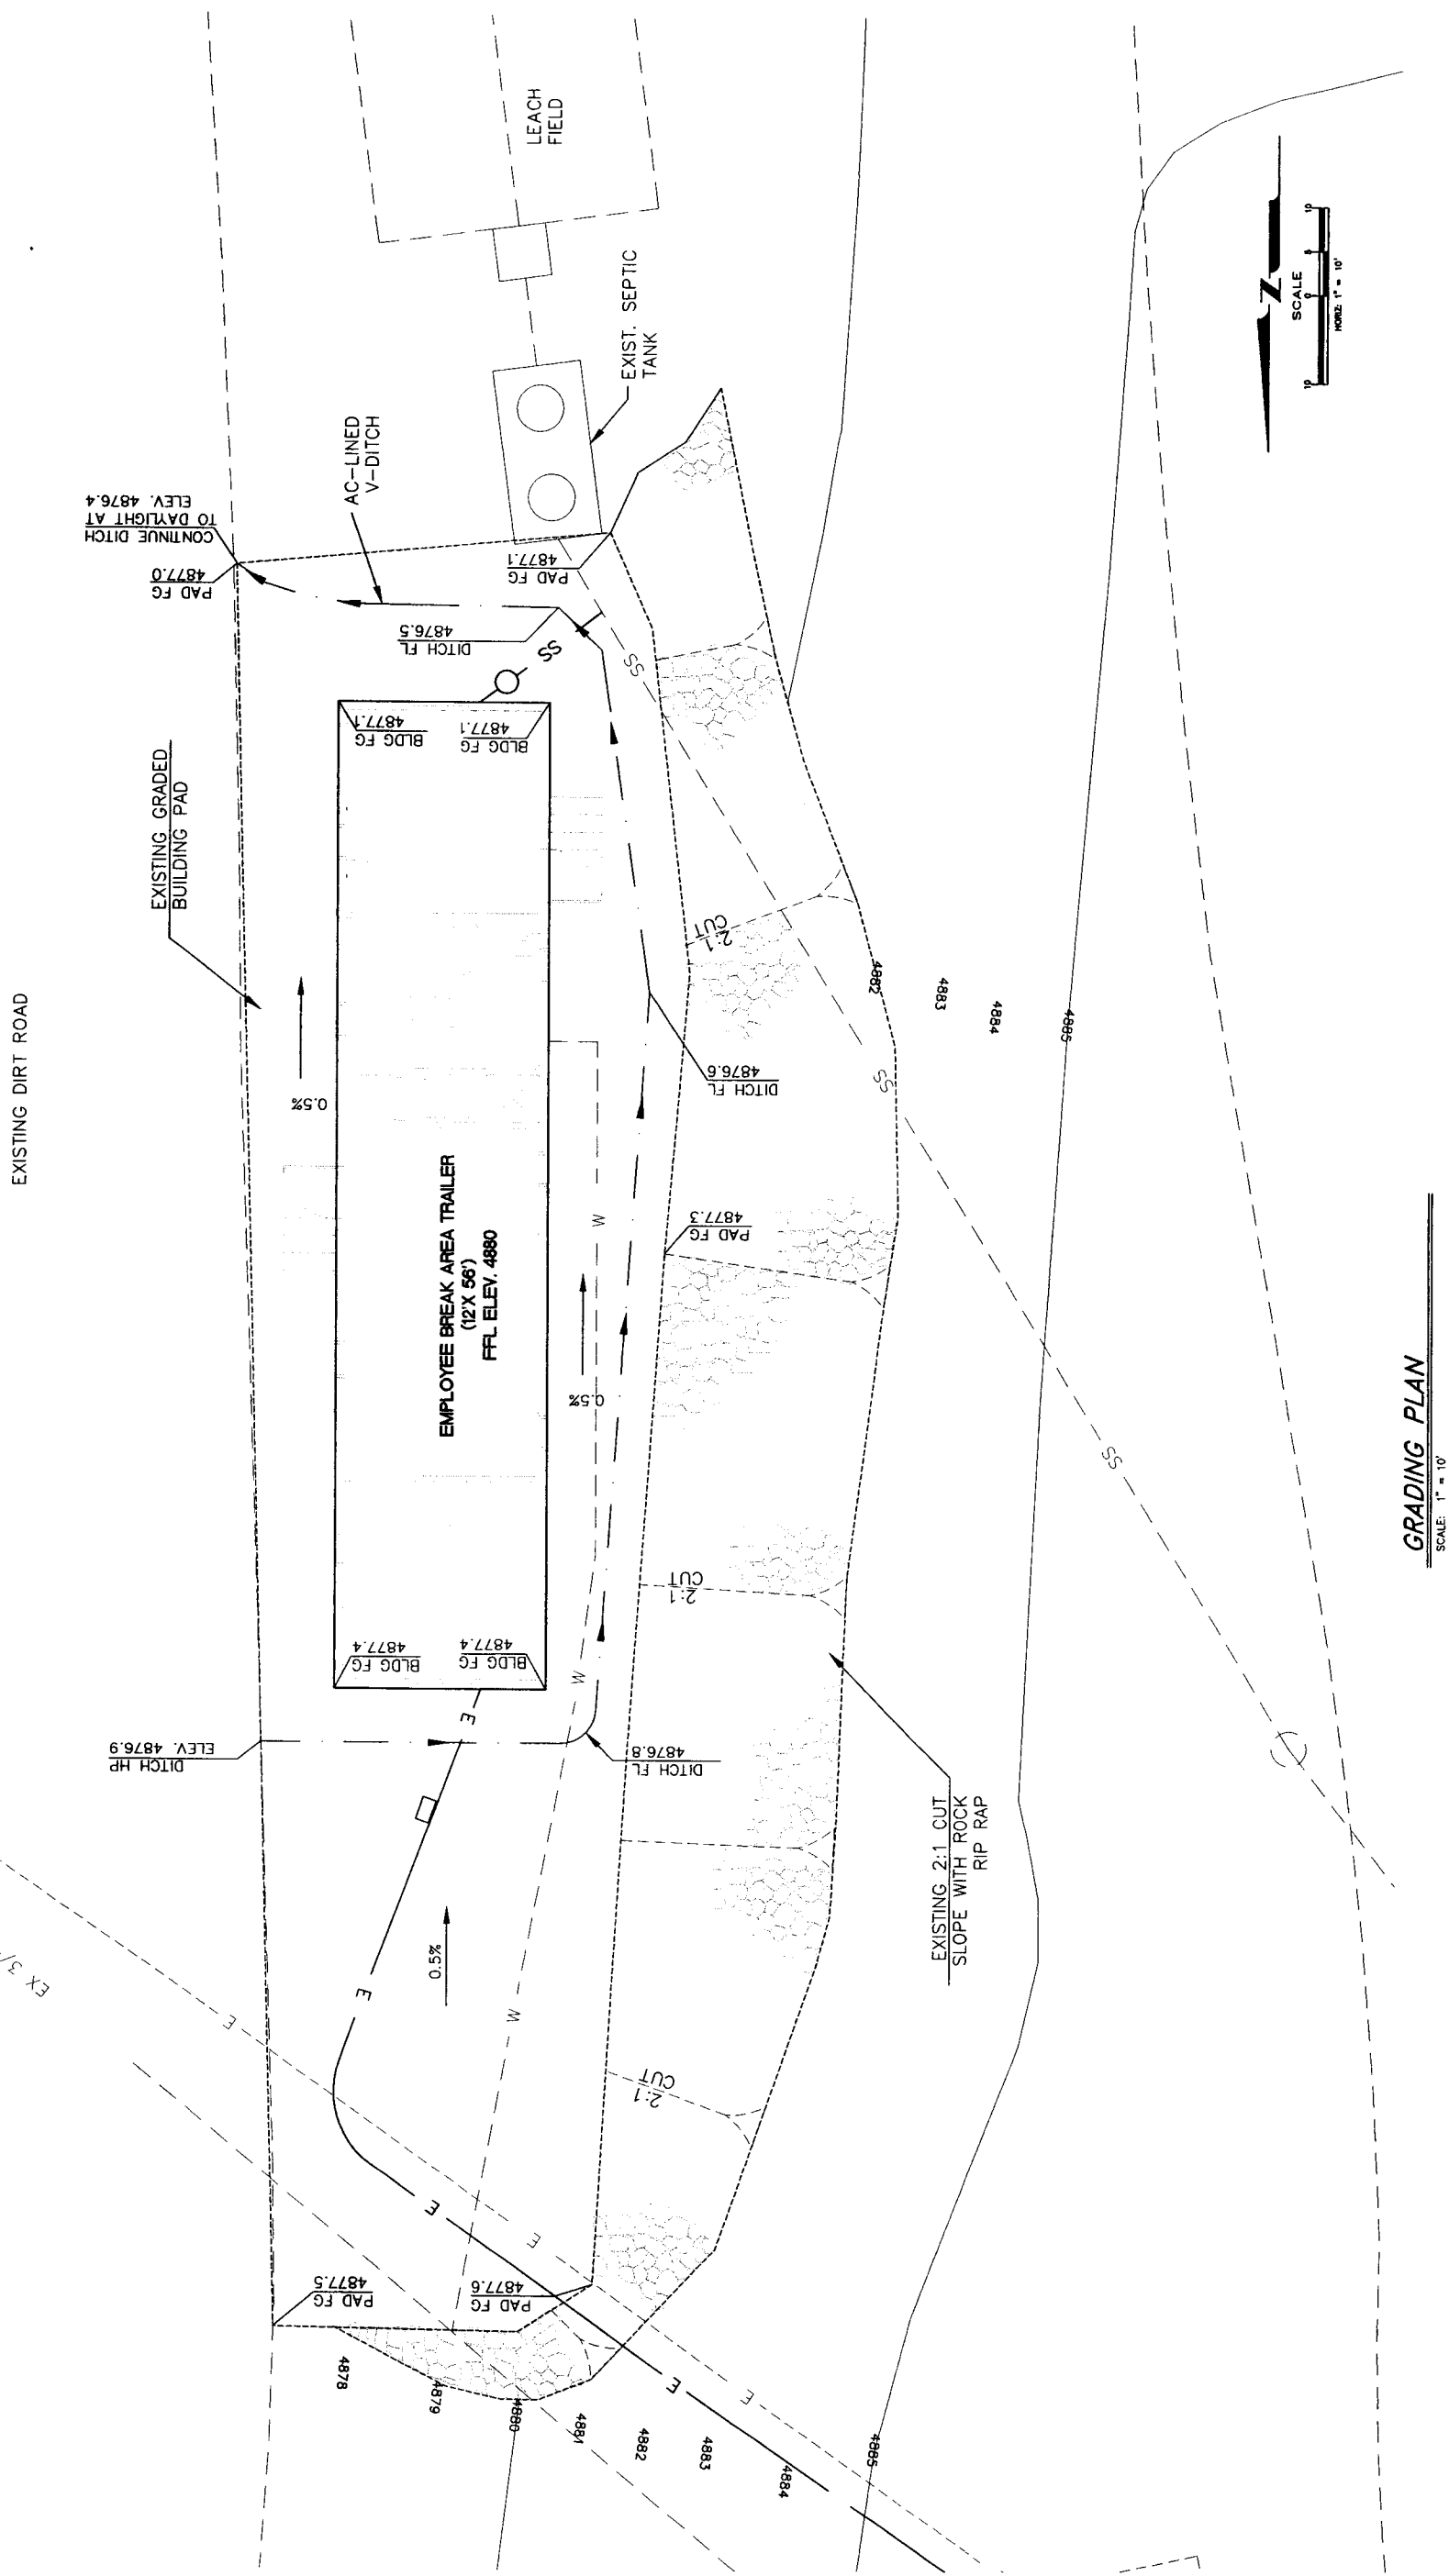 EXISTING DIRT ROAD
LEACH
FIELD
EXIST. SEPTIC
TANK
AC-LINED
V-DITCH
CONTINUE DITCH
TO DAYLIGHT AT
ELEV. 4876.4
PAD FG
4877.0
PAD FG
4877.1
DITCH FL
4876.5
SS
SS
BLDG FG
4877.1
BLDG FG
4877.1
EXISTING GRADED
BUILDING PAD
0.5%
2:1
CUT
4882
4883
4884
4885
SS
DITCH FL
4876.6
EMPLOYEE BREAK AREA TRAILER
(12'X 56')
FFL ELEV. 4880
W
PAD FG
4877.3
0.5%
SS
2:1
CUT
BLDG FG
4877.4
BLDG FG
4877.4
W
E
DITCH HP
ELEV. 4876.9
DITCH FL
4876.8
EXISTING 2:1 CUT
SLOPE WITH ROCK
RIP RAP
0.5%
E
W
E
EX 3/
2:1
CUT
E
E
PAD FG
4877.5
PAD FG
4877.6
4878
4879
4880
4881
4882
4883
4884
4885
E
E
SCALE
10
5
0
10
HORIZ: 1" = 10'
GRADING PLAN
SCALE: 1" = 10'